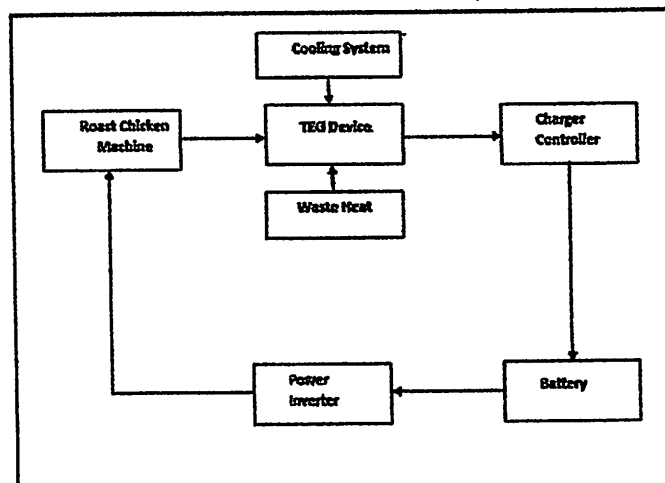 Cooling System
Roast Chicken
Machine
TEG Device
Charger
Controller
Waste Heat
Power
Inverter
Battery